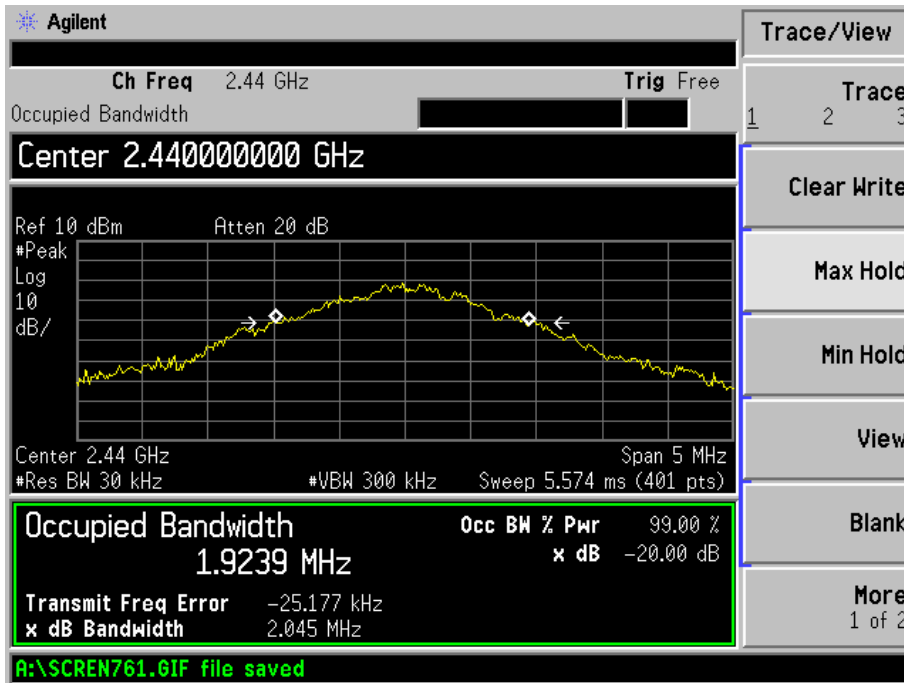 Agilent
Trace/View
Ch Freq 2.44 GHz Trig Free
Occupied Bandwidth
Trace
1 2 3
Center 2.440000000 GHz
Clear Write
Ref 10 dBm Atten 20 dB
#Peak
Log
10
dB/
Max Hold
Min Hold
View
Center 2.44 GHz Span 5 MHz
#Res BW 30 kHz #VBW 300 kHz Sweep 5.574 ms (401 pts)
Occupied Bandwidth Occ BW % Pwr 99.00 %
1.9239 MHz x dB -20.00 dB
Blank
Transmit Freq Error -25.177 kHz
x dB Bandwidth 2.045 MHz
More
1 of 2
A:\SCREN761.GIF file saved